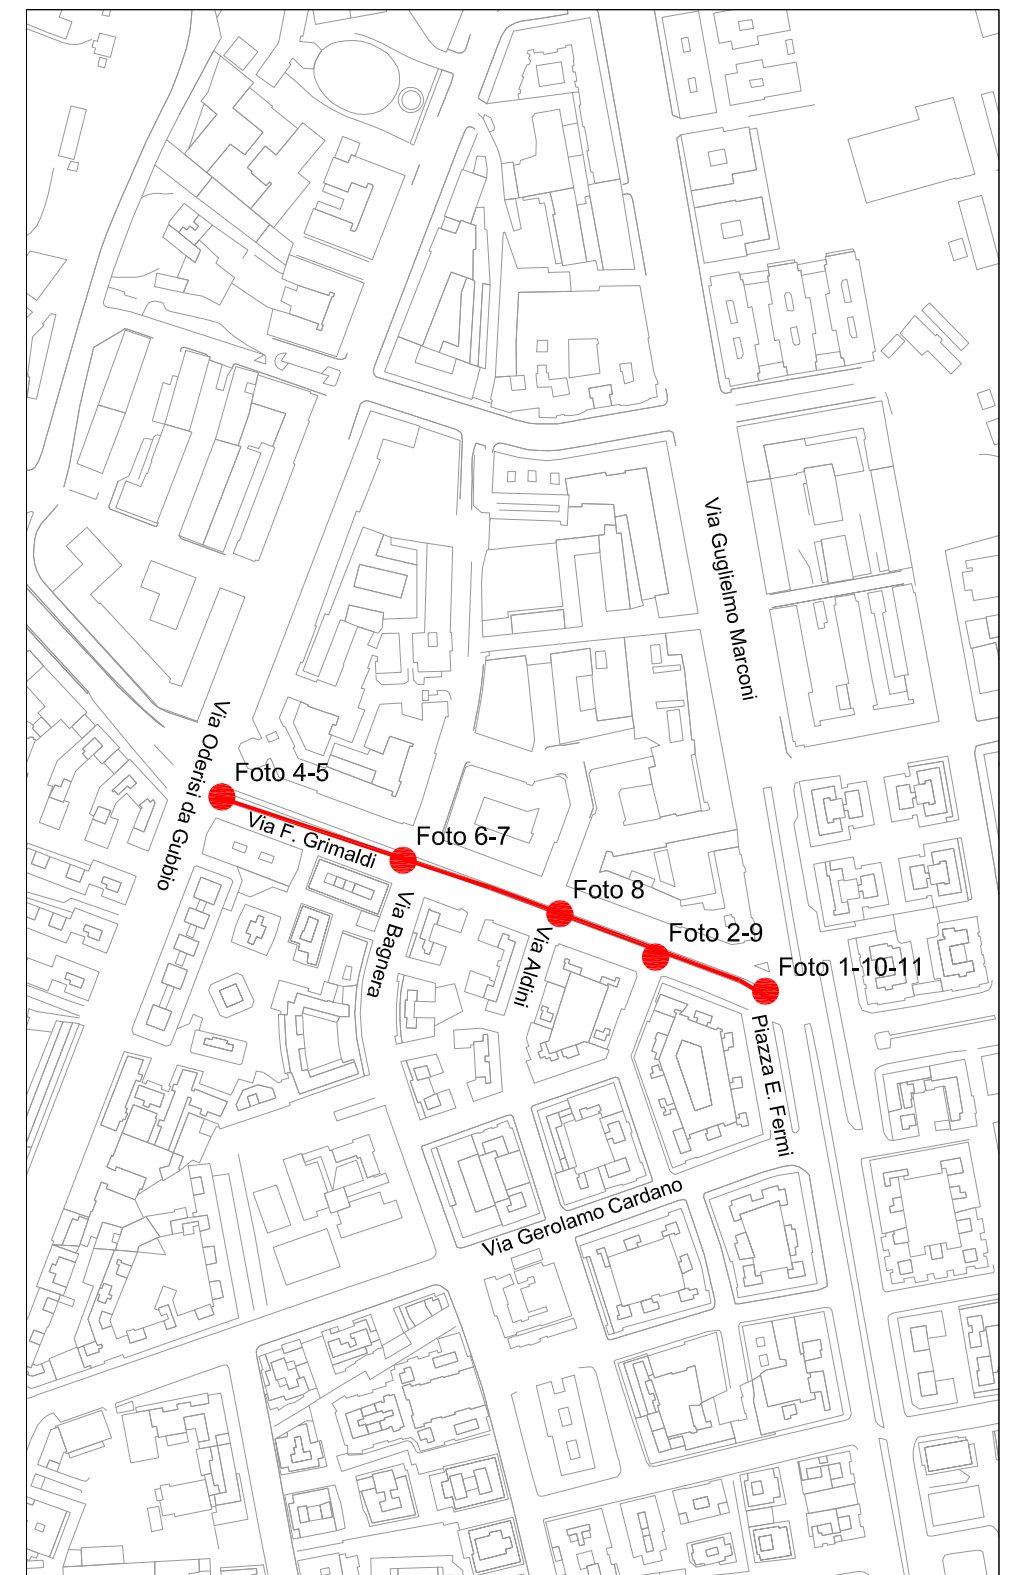 Via Guglielmo Marconi
Via Oderisi da Gubbio
Foto 4-5
Via F. Grimaldi
Foto 6-7
Via Bagnera
Foto 8
Via Aldini
Foto 2-9
Foto 1-10-11
Piazza E. Fermi
Via Gerolamo Cardano